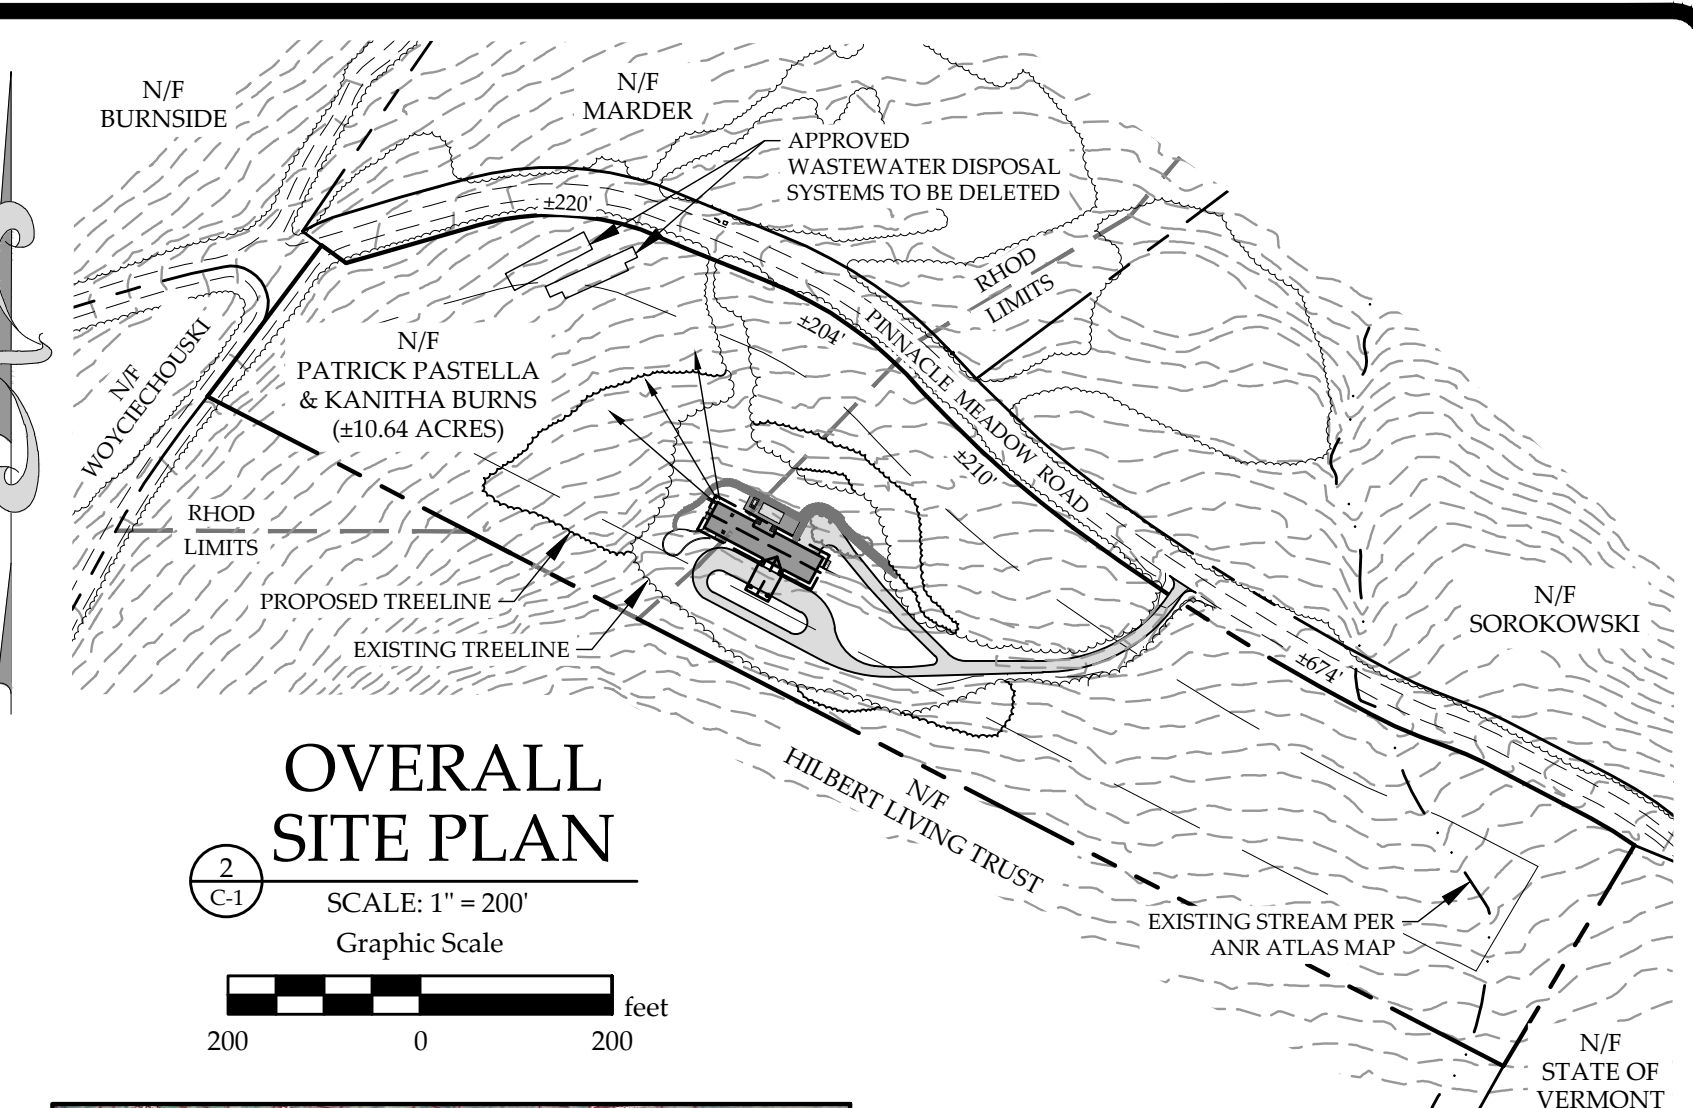 N/F
BURNSIDE
N/F
MARDER
APPROVED
WASTEWATER DISPOSAL
SYSTEMS TO BE DELETED
±220'
RHOD
LIMITS
±204'
PINNACLE MEADOW ROAD
±210'
N/F
WOYCIECHOUSKI
N/F
PATRICK PASTELLA
& KANITHA BURNS
(±10.64 ACRES)
RHOD
LIMITS
PROPOSED TREELINE
EXISTING TREELINE
N/F
SOROKOWSKI
±674'
N/F
HILBERT LIVING TRUST
EXISTING STREAM PER
ANR ATLAS MAP
N/F
STATE OF
VERMONT
OVERALL
SITE PLAN
2
C-1
SCALE: 1" = 200'
Graphic Scale
feet
200 0 200